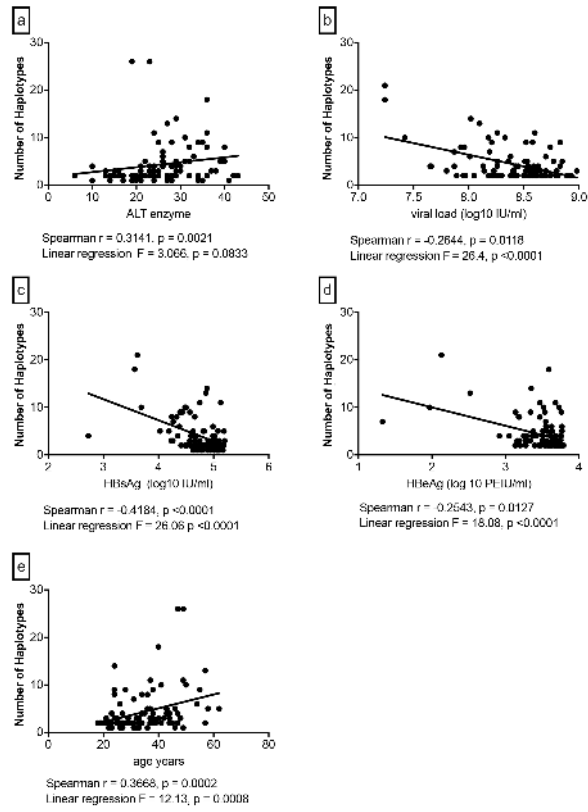 a
Number of Haplotypes
30
20
10
0
0 10 20 30 40 50
ALT enzyme
Spearman r = 0.3141, p = 0.0021
Linear regression F = 3.066, p = 0.0833
b
Number of Haplotypes
30
20
10
0
7.0 7.5 8.0 8.5 9.0
viral load (log10 IU/ml)
Spearman r = -0.2644, p = 0.0118
Linear regression F = 26.4, p <0.0001
c
Number of Haplotypes
30
20
10
0
2 3 4 5 6
HBsAg (log10 IU/ml)
Spearman r = -0.4184, p <0.0001
Linear regression F = 26.06 p <0.0001
d
Number of Haplotypes
30
20
10
0
1 2 3 4
HBeAg (log 10 PEIU/ml)
Spearman r = -0.2543, p = 0.0127
Linear regression F = 18.08, p <0.0001
e
Number of Haplotypes
30
20
10
0
0 20 40 60 80
age years
Spearman r = 0.3668, p = 0.0002
Linear regression F = 12.13, p = 0.0008